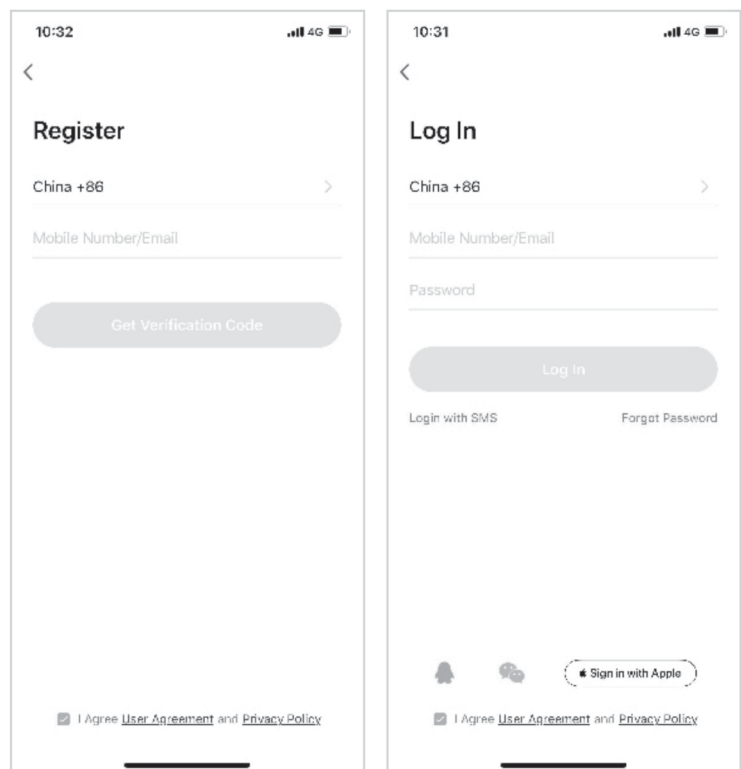 10:32
4G
Register
China +86
Mobile Number/Email
Get Verification Code
I Agree User Agreement and Privacy Policy
10:31
4G
Log In
China +86
Mobile Number/Email
Password
Log In
Login with SMS
Forgot Password
Sign in with Apple
I Agree User Agreement and Privacy Policy